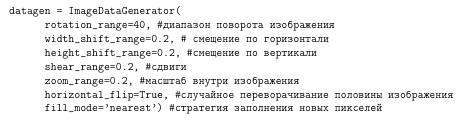 datagen = ImageDataGenerator(
rotation_range=40, #диапазон поворота изображения
width_shift_range=0.2, # смещение по горизонтали
height_shift_range=0.2, #смещение по вертикали
shear_range=0.2, #сдвиги
zoom_range=0.2, #масштаб внутри изображения
horizontal_flip=True, #случайное переворачивание половины изображения
fill_mode='nearest') #стратегия заполнения новых пикселей